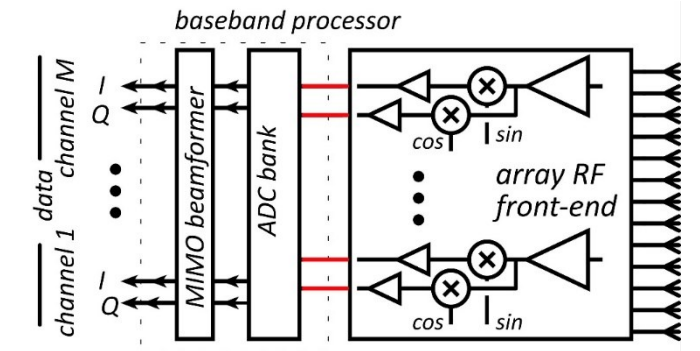 baseband processor
data
channel M
channel 1
I
Q
I
Q
MIMO beamformer
ADC bank
cos
sin
array RF
front-end
cos
sin